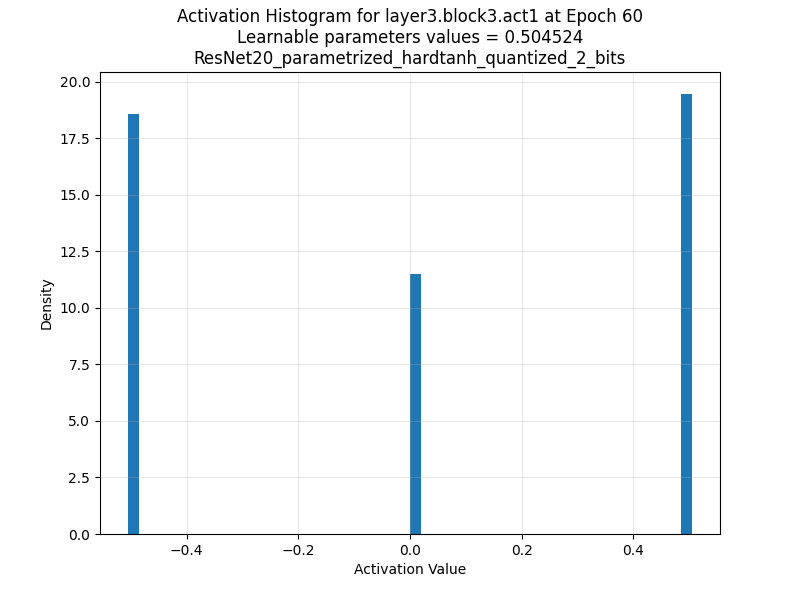 Activation Histogram for layer3.block3.act1 at Epoch 60
Learnable parameters values = 0.504524
ResNet20_parametrized_hardtanh_quantized_2_bits
20.0
17.5
15.0
12.5
10.0
7.5
5.0
2.5
0.0
Density
−0.4 −0.2 0.0 0.2 0.4
Activation Value